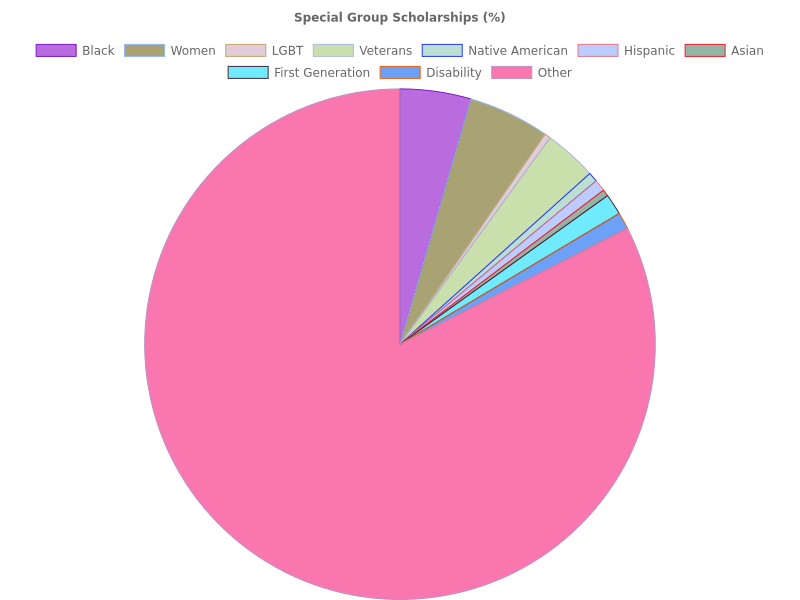 Special Group Scholarships (%)
Black Women LGBT Veterans Native American Hispanic Asian
First Generation Disability Other